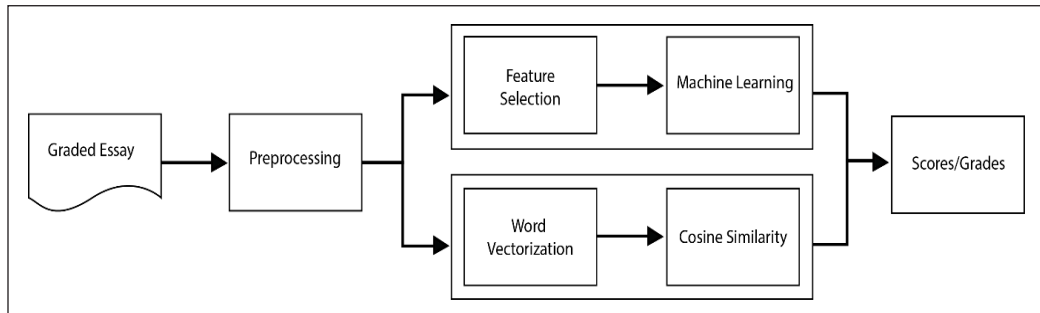 Graded Essay
Preprocessing
Feature
Selection
Machine Learning
Word
Vectorization
Cosine Similarity
Scores/Grades